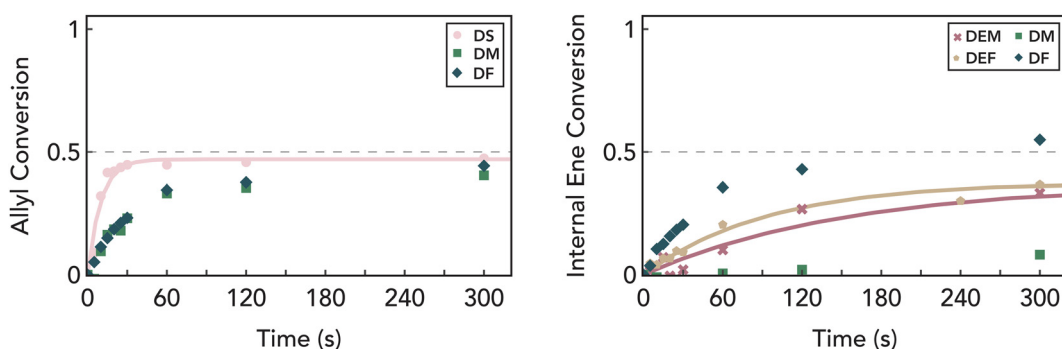 Allyl Conversion
1
0.5
0
DS
DM
DF
0 60 120 180 240 300
Time (s)
Internal Ene Conversion
1
0.5
0
DEM DM
DEF DF
0 60 120 180 240 300
Time (s)